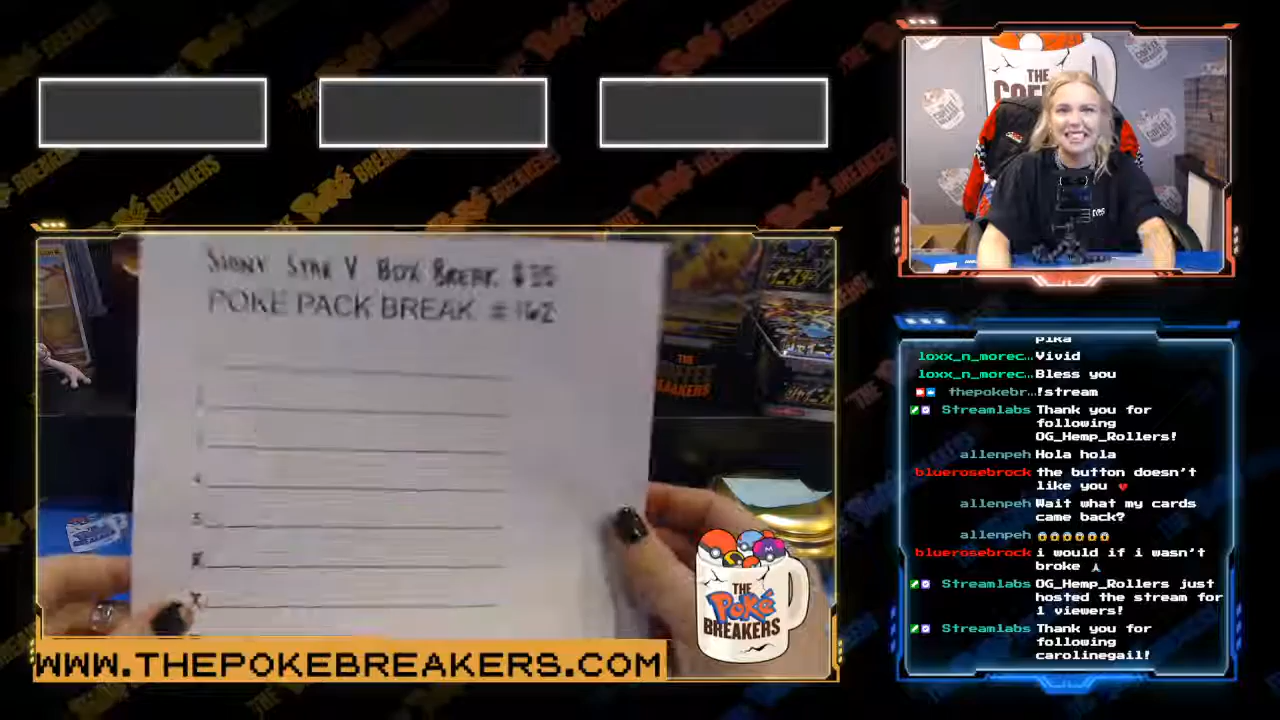 SHINY STAR V BOX BREAK $35
POKE PACK BREAK #162
THE
COFFEE
BREAKERS
THE
Poké
BREAKERS
WWW.THEPOKEBREAKERS.COM
THE
pika
loxx_n_morec… Vivid
loxx_n_morec… Bless you
thepokebr… !stream
Streamlabs Thank you for
following
OG_Hemp_Rollers!
allenpeh Hola hola
bluerosebrock the button doesn't
like you
allenpeh Wait what my cards
came back?
allenpeh
bluerosebrock i would if i wasn't
broke
Streamlabs OG_Hemp_Rollers just
hosted the stream for
1 viewers!
Streamlabs Thank you for
following
carolinegail!